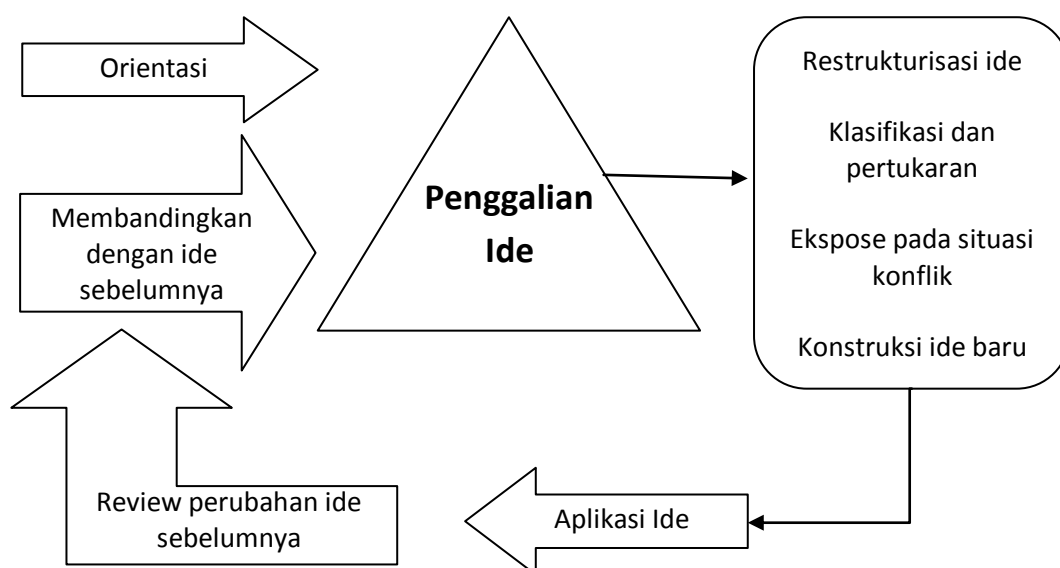 Orientasi
Membandingkan
dengan ide
sebelumnya
Penggalian
Ide
Restrukturisasi ide
Klasifikasi dan
pertukaran
Ekspose pada situasi
konflik
Konstruksi ide baru
Aplikasi Ide
Review perubahan ide
sebelumnya